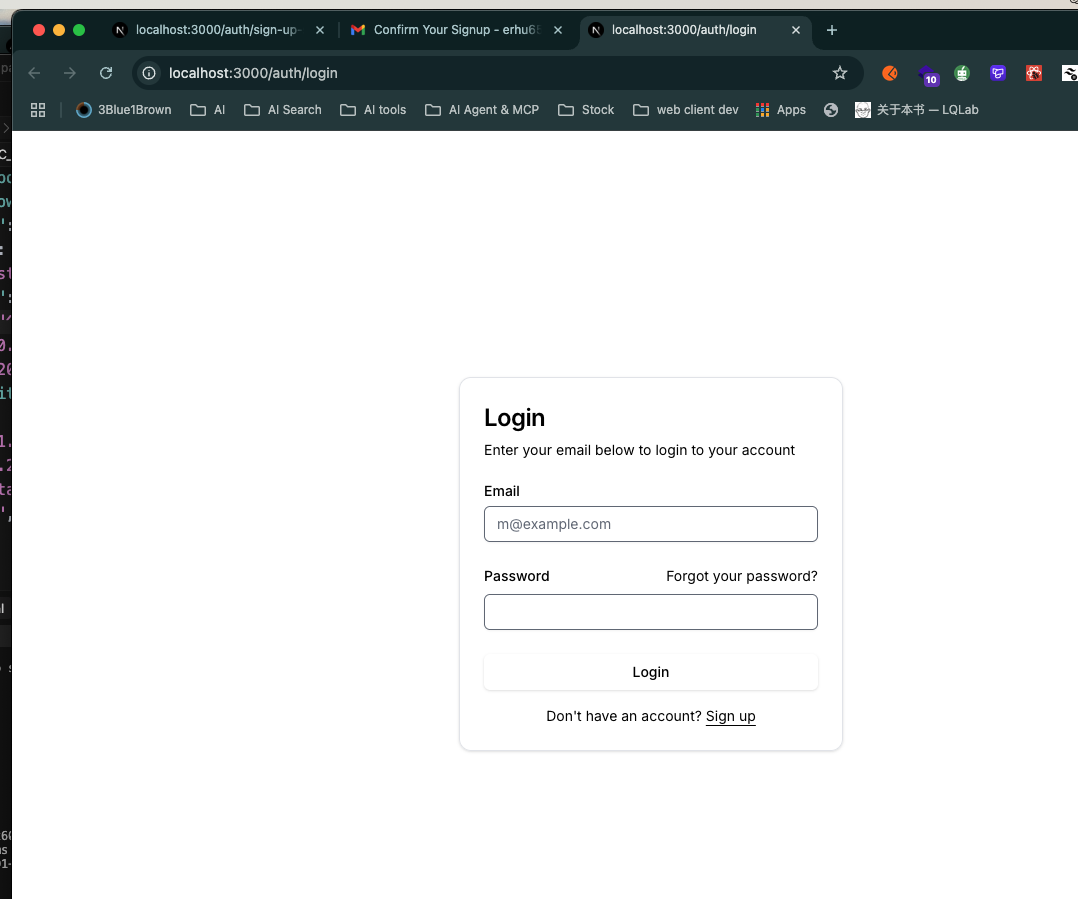 localhost:3000/auth/sign-up-
Confirm Your Signup - erhu65
localhost:3000/auth/login
localhost:3000/auth/login
10
3Blue1Brown
AI
AI Search
AI tools
AI Agent & MCP
Stock
web client dev
Apps
关于本书 — LQLab
Login
Enter your email below to login to your account
Email
m@example.com
Password
Forgot your password?
Login
Don't have an account? Sign up